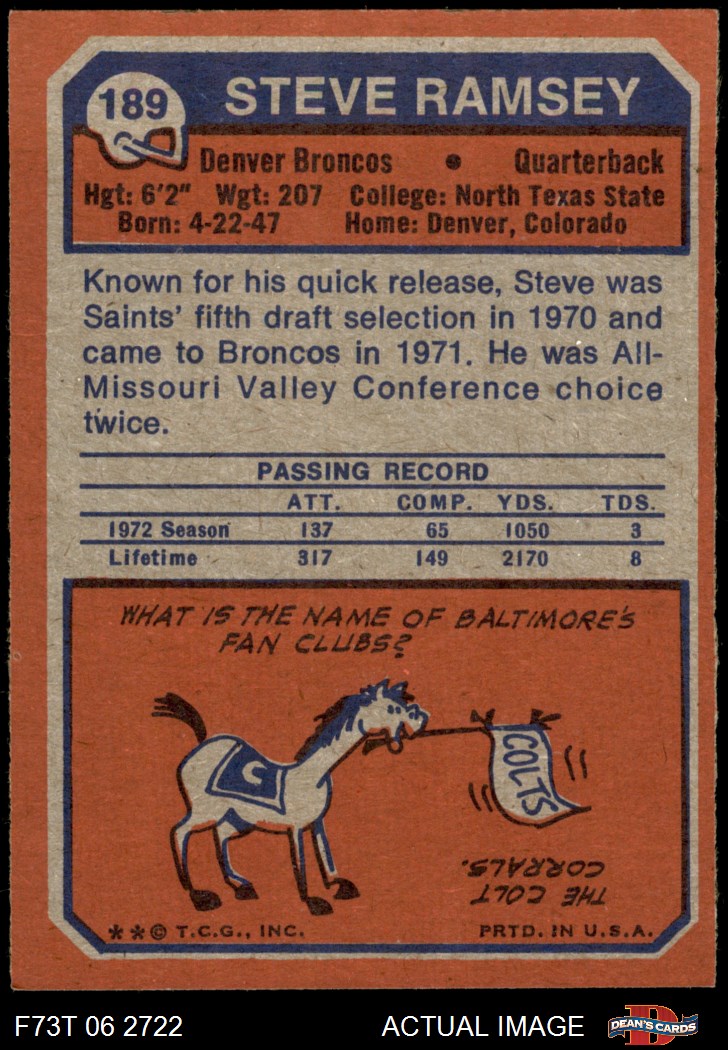 189
STEVE RAMSEY
Denver Broncos • Quarterback
Hgt: 6'2" Wgt: 207 College: North Texas State
Born: 4-22-47 Home: Denver, Colorado
Known for his quick release, Steve was
Saints' fifth draft selection in 1970 and
came to Broncos in 1971. He was All-
Missouri Valley Conference choice
twice.
PASSING RECORD
ATT. COMP. YDS. TDS.
1972 Season 137 65 1050 3
Lifetime 317 149 2170 8
WHAT IS THE NAME OF BALTIMORE'S
FAN CLUBS?
C
COLTS
THE COLT
CORRALS.
**© T.C.G., INC. PRTD. IN U.S.A.
F73T 06 2722 ACTUAL IMAGE
D
DEAN'S CARDS